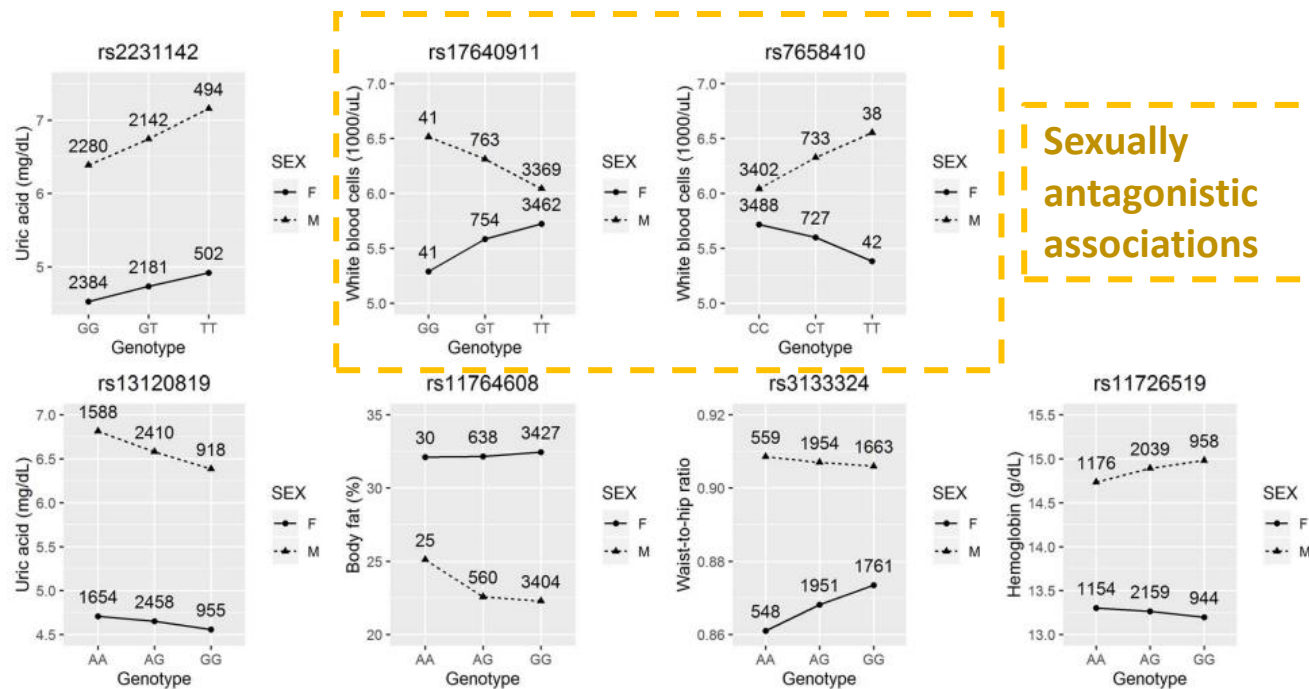 rs2231142
Uric acid (mg/dL)
7
6
5
2280
2142
494
2384
2181
502
GG GT TT
Genotype
SEX
F
M
rs17640911
White blood cells (1000/uL)
7.0
6.5
6.0
5.5
5.0
41
763
3369
41
754
3462
GG GT TT
Genotype
SEX
F
M
rs7658410
White blood cells (1000/uL)
7.0
6.5
6.0
5.5
5.0
3402
733
38
3488
727
42
CC CT TT
Genotype
SEX
F
M
Sexually
antagonistic
associations
rs13120819
Uric acid (mg/dL)
7.0
6.5
6.0
5.5
5.0
4.5
1588
2410
918
1654
2458
955
AA AG GG
Genotype
SEX
F
M
rs11764608
Body fat (%)
35
30
25
20
30
638
3427
25
560
3404
AA AG GG
Genotype
SEX
F
M
rs3133324
Waist-to-hip ratio
0.92
0.90
0.88
0.86
559
1954
1663
548
1951
1761
AA AG GG
Genotype
SEX
F
M
rs11726519
Hemoglobin (g/dL)
15.5
15.0
14.5
14.0
13.5
13.0
1176
2039
958
1154
2159
944
AA AG GG
Genotype
SEX
F
M